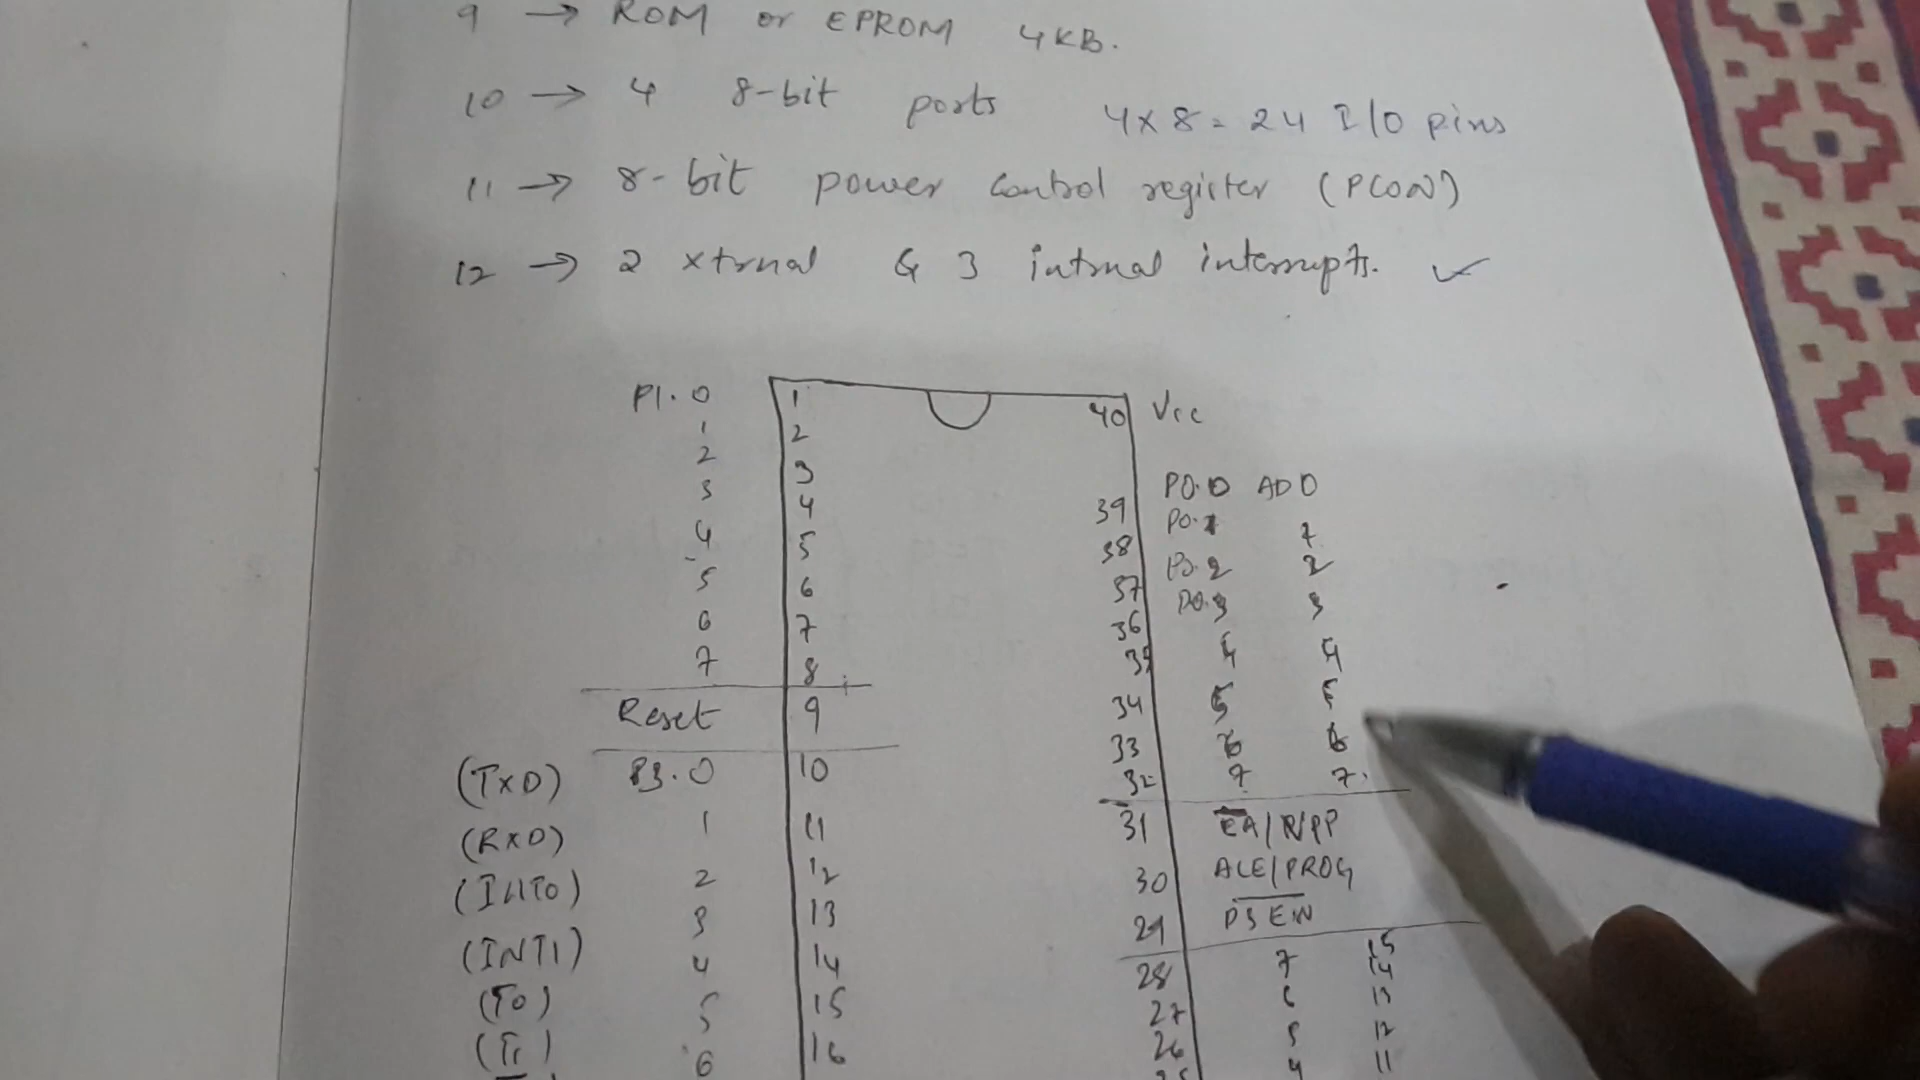 9 → ROM or EPROM 4KB.
10 → 4 8-bit ports 4x8=24 I/O pins
11 → 8-bit power control register (PCON)
12 → 2 xtrnal & 3 intrnal interrupts. ✓
P1.0 1 40 Vcc
1 2
2 3 P0.0 AD0
3 4 39 P0.1 1
4 5 38 P0.2 2
5 6 37 P0.3 3
6 7 36
7 8 35 4 4
Reset 9 34 5 5
33 6 6
(TXD) P3.0 10 32 7 7.
(RXD) 1 11 31 EA/VPP
(INT0) 2 12 30 ALE/PROG
3 13 29 PSEN
(INT1) 4 14 28 7 15
14
(T0) 5 15 27 6 13
(T1) 6 16 26 5 12
25 4 11